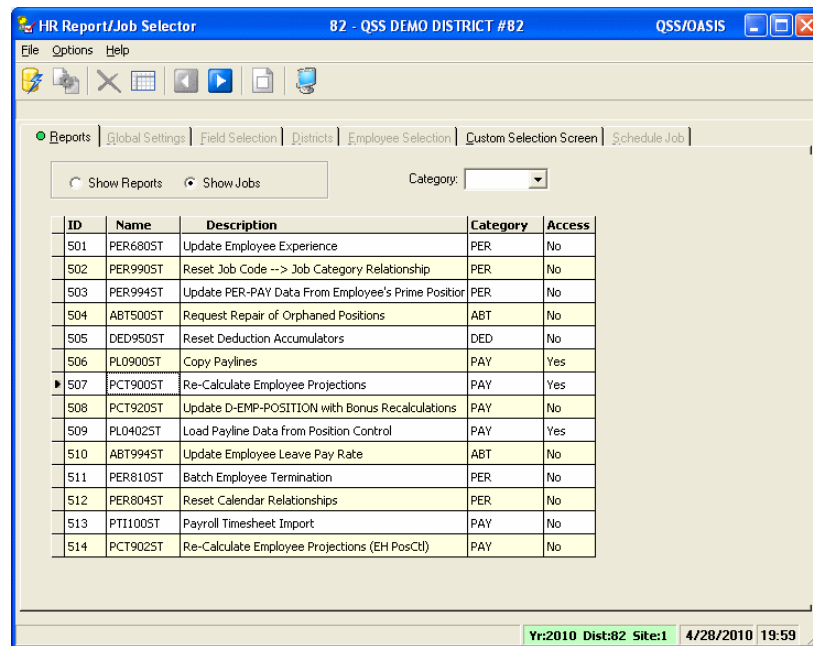 HR Report/Job Selector 82 - QSS DEMO DISTRICT #82 QSS/OASIS
File Options Help
Reports Global Settings Field Selection Districts Employee Selection Custom Selection Screen Schedule Job
Show Reports Show Jobs Category:
ID Name Description Category Access
501 PER680ST Update Employee Experience PER No
502 PER990ST Reset Job Code --> Job Category Relationship PER No
503 PER994ST Update PER-PAY Data From Employee's Prime Position PER No
504 ABT500ST Request Repair of Orphaned Positions ABT No
505 DED950ST Reset Deduction Accumulators DED No
506 PL0900ST Copy Paylines PAY Yes
507 PCT900ST Re-Calculate Employee Projections PAY Yes
508 PCT920ST Update D-EMP-POSITION with Bonus Recalculations PAY No
509 PL0402ST Load Payline Data from Position Control PAY Yes
510 ABT994ST Update Employee Leave Pay Rate ABT No
511 PER810ST Batch Employee Termination PER No
512 PER804ST Reset Calendar Relationships PER No
513 PTI100ST Payroll Timesheet Import PAY No
514 PCT902ST Re-Calculate Employee Projections (EH PosCtl) PAY No
Yr:2010 Dist:82 Site:1 4/28/2010 19:59